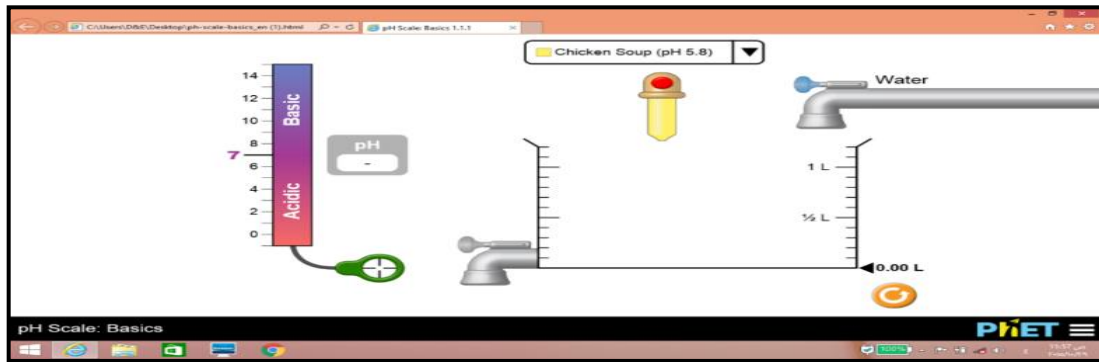 C:\Users\D&E\Desktop\ph-scale-basics_en (1).html
pH Scale: Basics 1.1.1
Chicken Soup (pH 5.8)
Water
14
12
10
8
7
6
4
2
0
Basic
Acidic
pH
-
1 L
½ L
0.00 L
pH Scale: Basics
PhET
100%